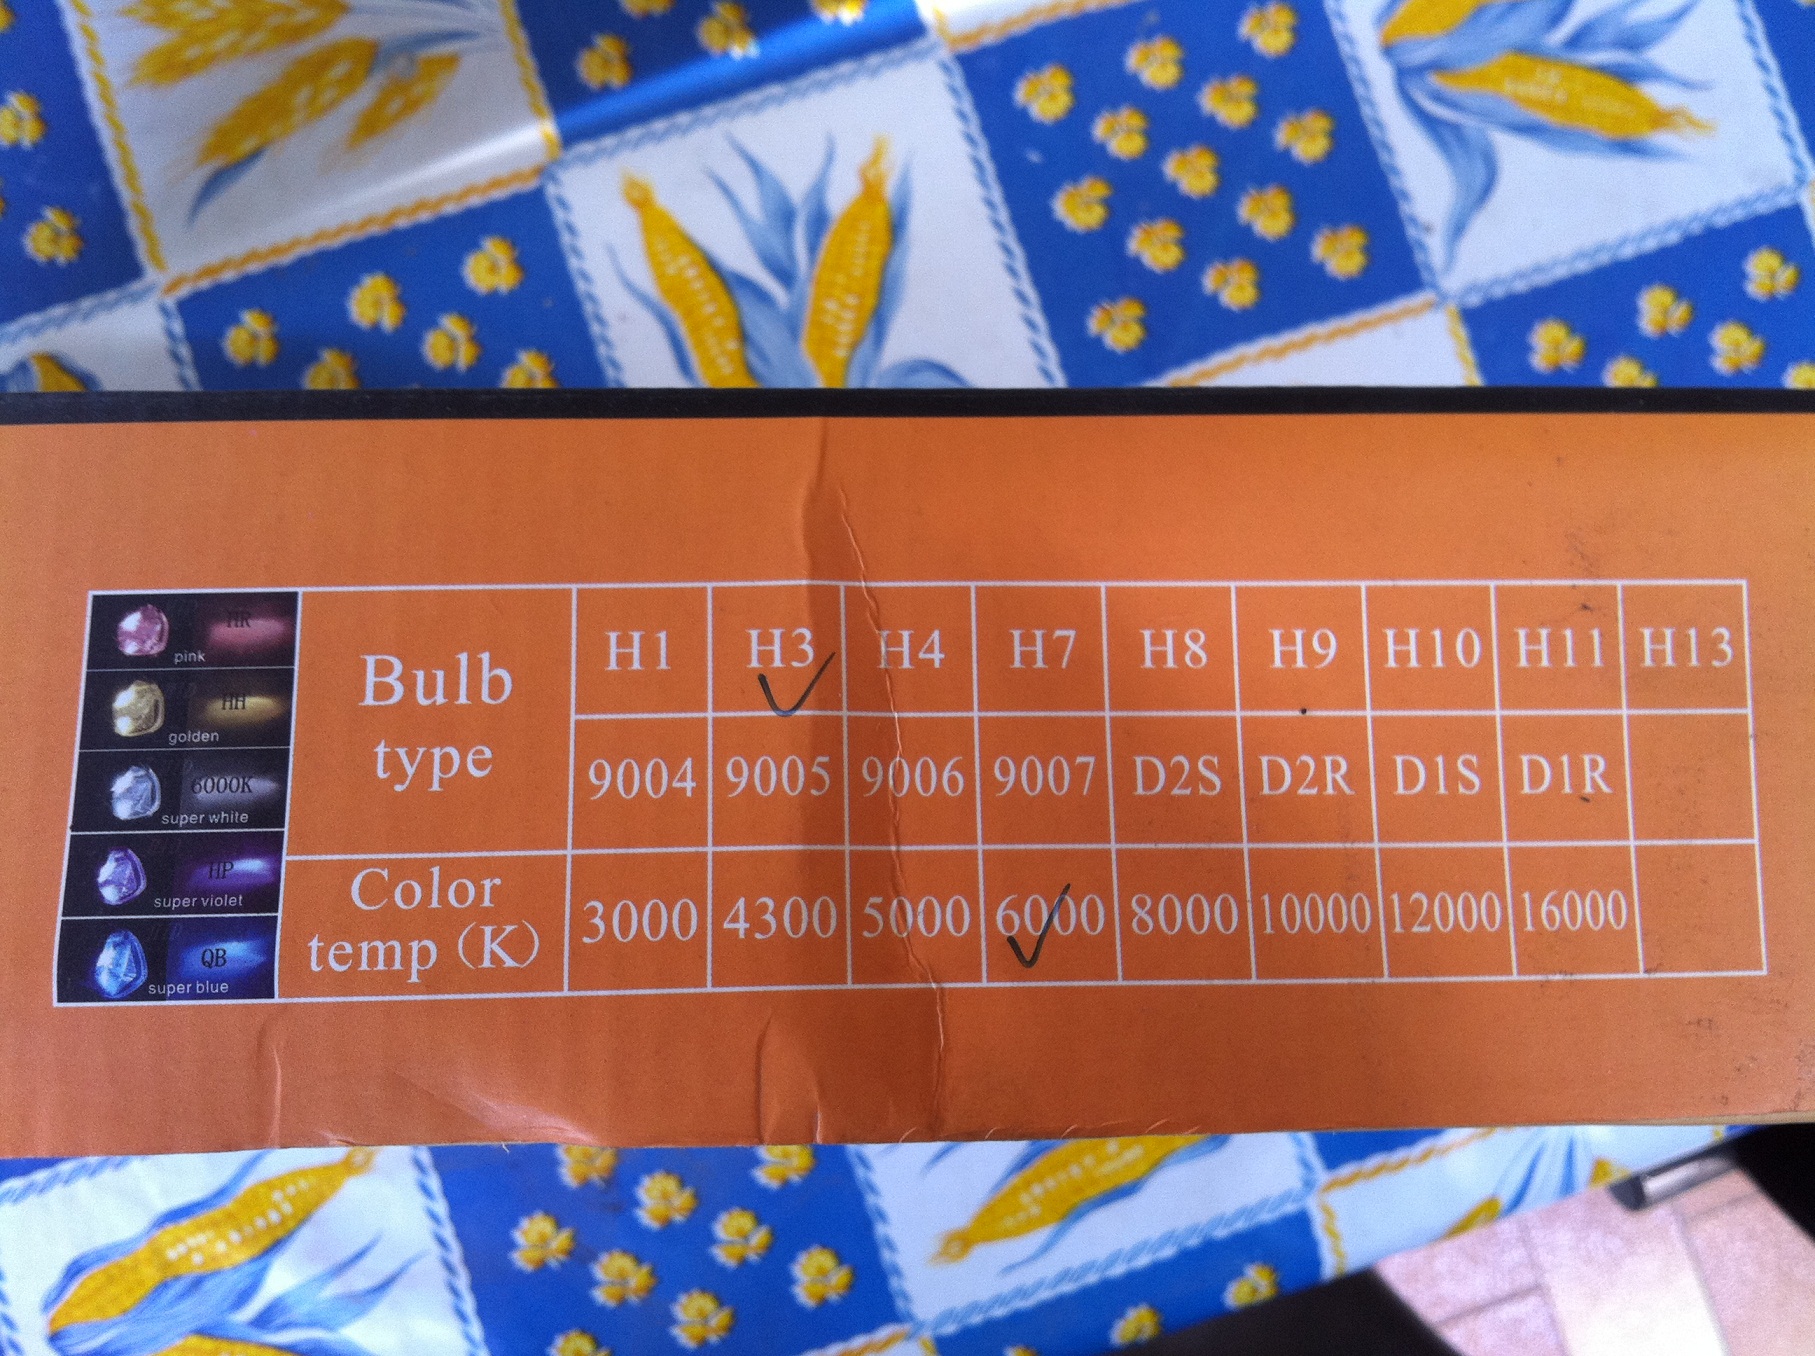 HR
pink
HH
golden
6000K
super white
HP
super violet
QB
super blue
Bulb
type
H1 H3 H4 H7 H8 H9 H10 H11 H13
9004 9005 9006 9007 D2S D2R D1S D1R
Color
temp (K)
3000 4300 5000 6000 8000 10000 12000 16000